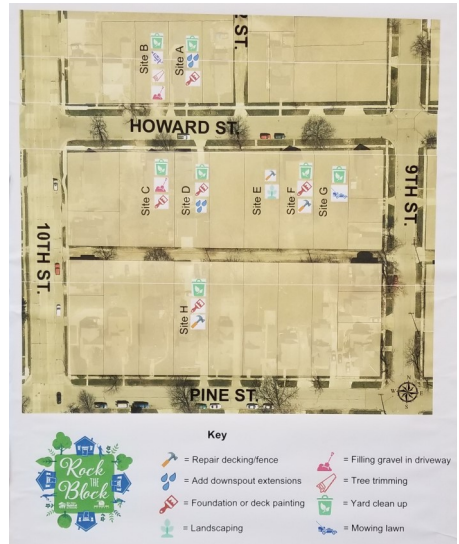 ST.
Site B
Site A
HOWARD ST.
Site C
Site D
Site E
Site F
Site G
10TH ST.
9TH ST.
Site H
PINE ST.
Key
Rock
THE
Block
= Repair decking/fence
= Add downspout extensions
= Foundation or deck painting
= Landscaping
= Filling gravel in driveway
= Tree trimming
= Yard clean up
= Mowing lawn